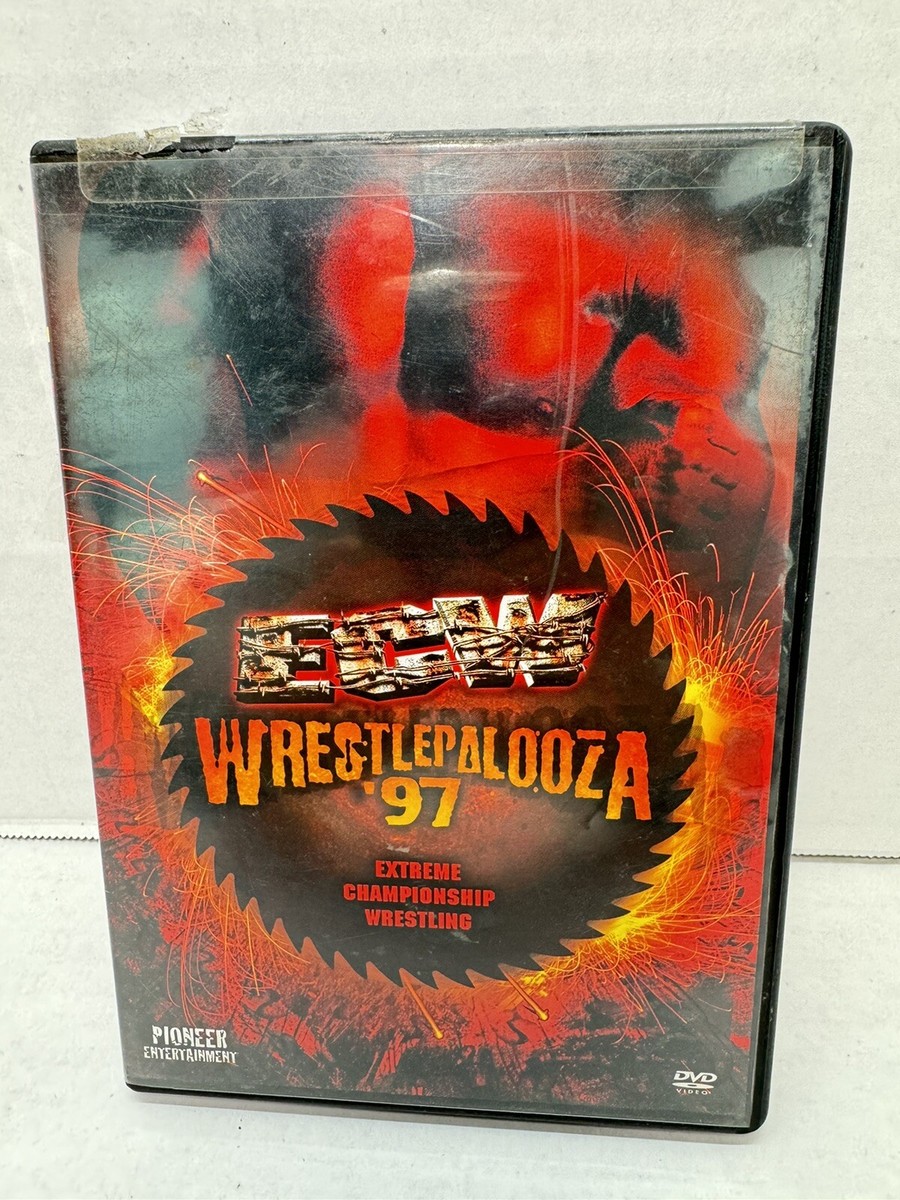 ECW
WRESTLEPALOOZA
'97
EXTREME
CHAMPIONSHIP
WRESTLING
PIONEER
ENTERTAINMENT
DVD
VIDEO